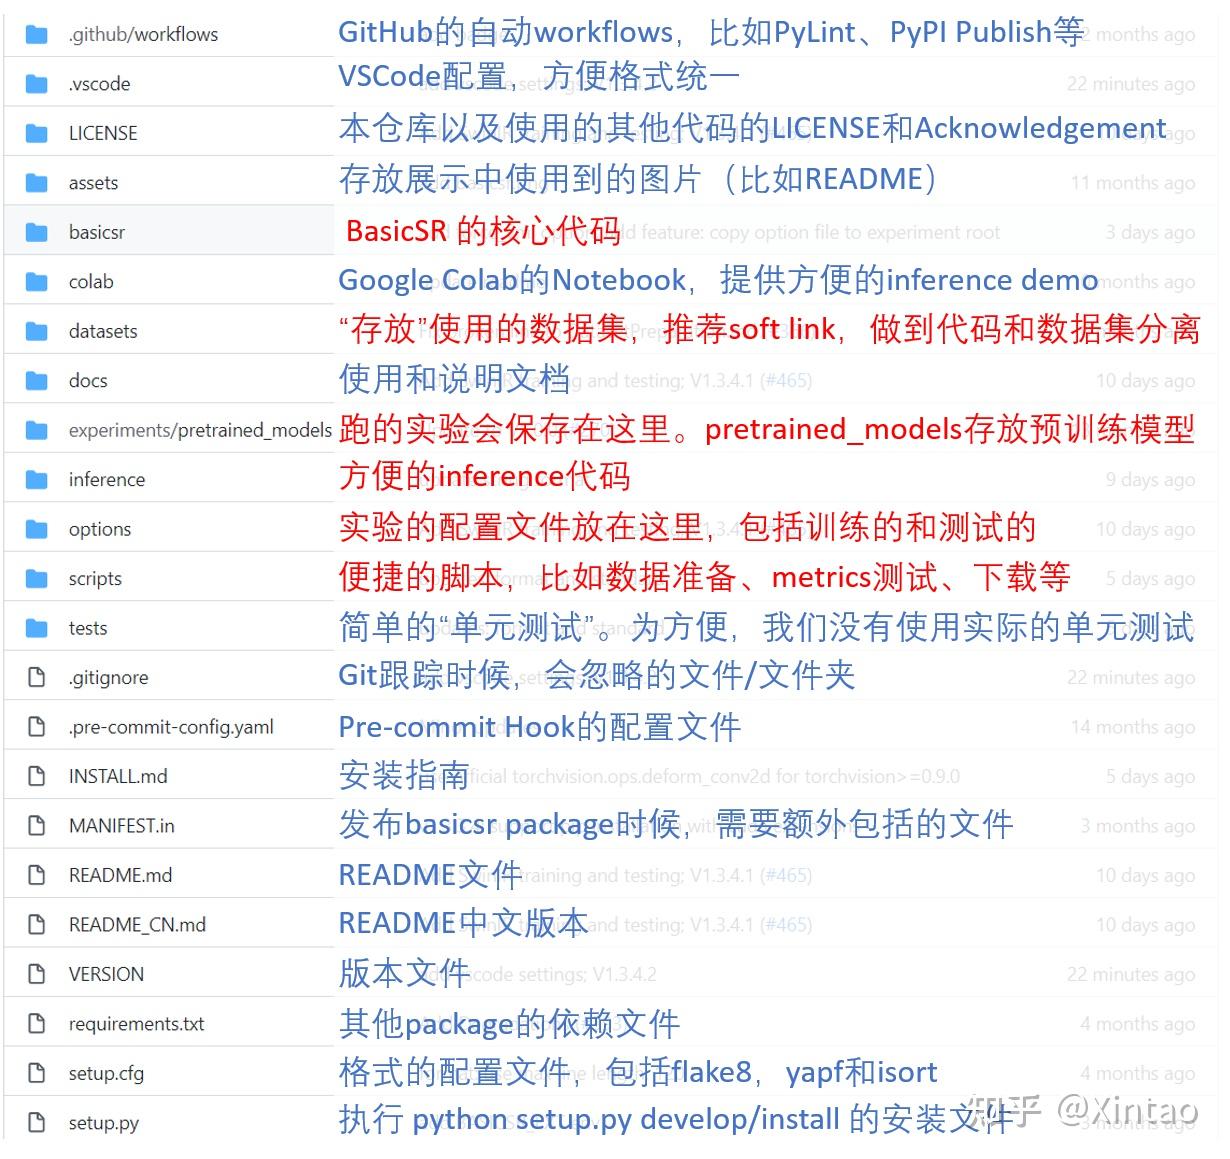 .github/workflows GitHub的自动workflows，比如PyLint、PyPI Publish等 2 months ago
.vscode VSCode配置，方便格式统一 22 minutes ago
LICENSE 本仓库以及使用的其他代码的LICENSE和Acknowledgement
assets 存放展示中使用到的图片（比如README） 11 months ago
basicsr BasicSR 的核心代码 add feature: copy option file to experiment root 3 days ago
colab Google Colab的Notebook，提供方便的inference demo months ago
datasets “存放”使用的数据集，推荐soft link，做到代码和数据集分离
docs 使用和说明文档 training and testing; V1.3.4.1 (#465) 10 days ago
experiments/pretrained_models 跑的实验会保存在这里。pretrained_models存放预训练模型
inference 方便的inference代码 9 days ago
options 实验的配置文件放在这里，包括训练的和测试的 10 days ago
scripts 便捷的脚本，比如数据准备、metrics测试、下载等 5 days ago
tests 简单的“单元测试”。为方便，我们没有使用实际的单元测试
.gitignore Git跟踪时候，会忽略的文件/文件夹 22 minutes ago
.pre-commit-config.yaml Pre-commit Hook的配置文件 14 months ago
INSTALL.md 安装指南 official torchvision.ops.deform_conv2d for torchvision>=0.9.0 5 days ago
MANIFEST.in 发布basicsr package时候，需要额外包括的文件 3 months ago
README.md README文件 training and testing; V1.3.4.1 (#465) 10 days ago
README_CN.md README中文版本 and testing; V1.3.4.1 (#465) 10 days ago
VERSION 版本文件 vscode settings; V1.3.4.2 22 minutes ago
requirements.txt 其他package的依赖文件 4 months ago
setup.cfg 格式的配置文件，包括flake8，yapf和isort 4 months ago
setup.py 执行 python setup.py develop/install 的安装文件 3 months ago
知乎 @Xintao